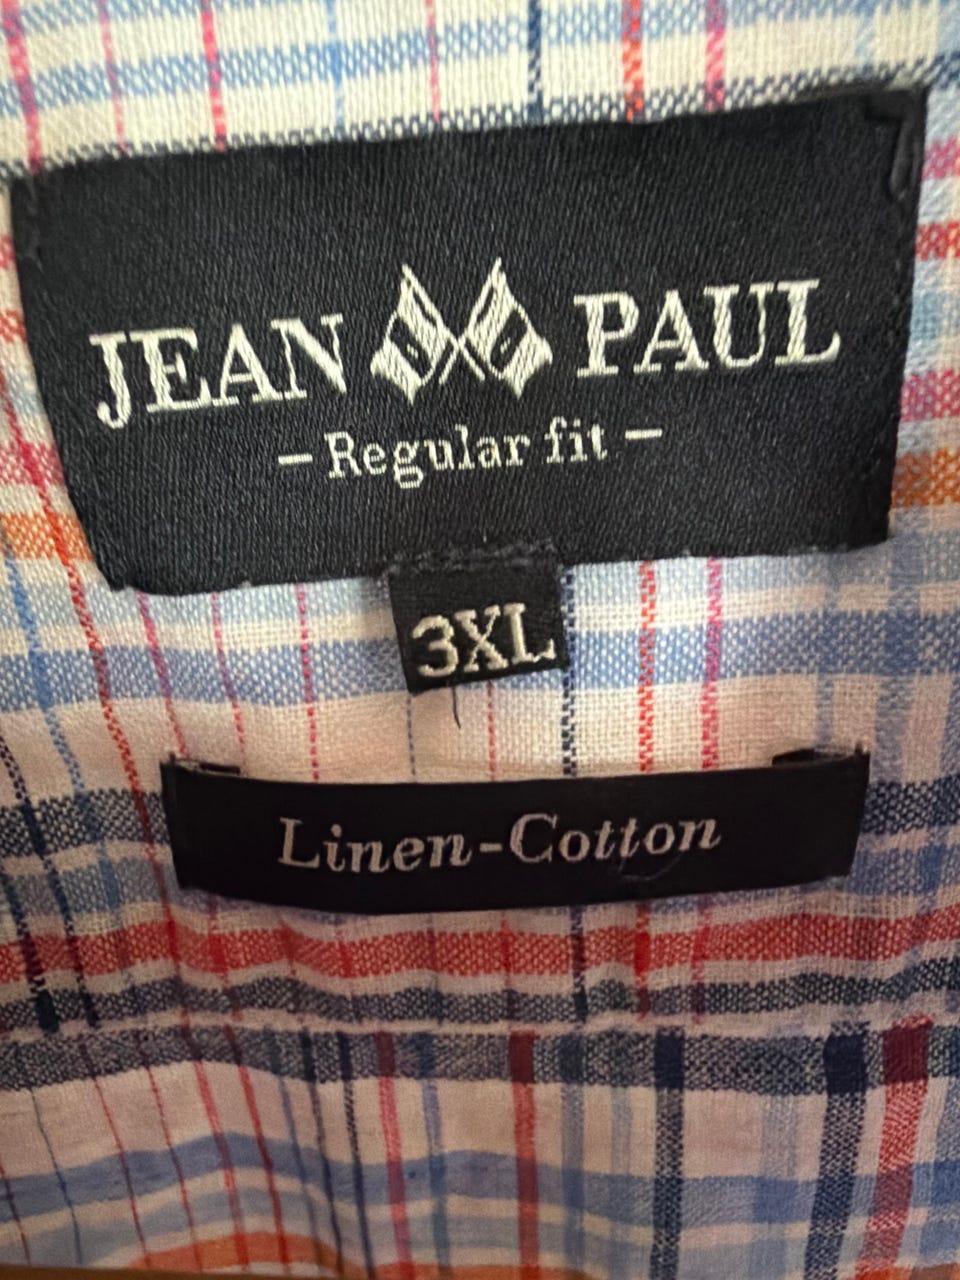 JEAN PAUL
- Regular fit -
3XL
Linen-Cotton